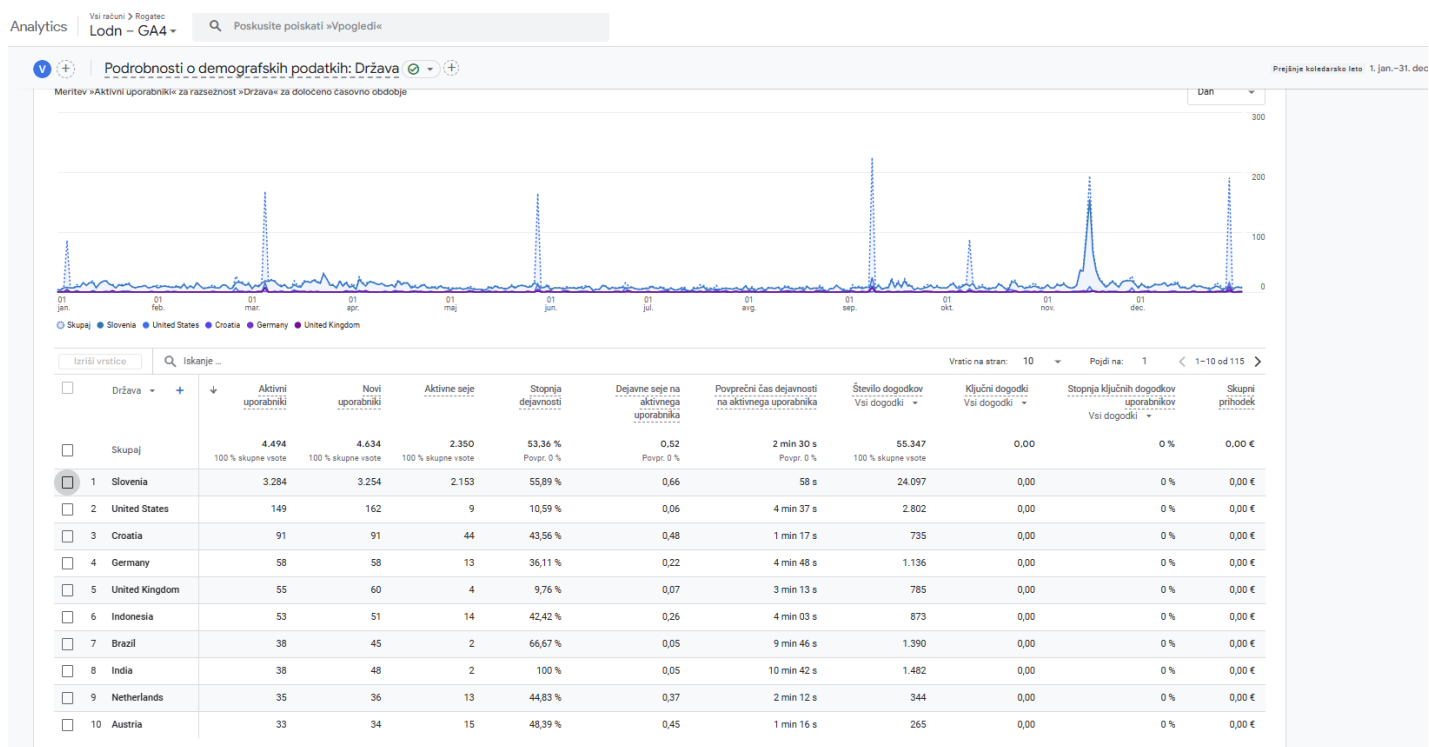 Analytics
Vsi računi > Rogatec
Lodn – GA4
Poskusite poiskati »Vpogledi«
V
Podrobnosti o demografskih podatkih: Država
Prejšnje koledarsko leto 1. jan.–31. dec
Meritev »Aktivni uporabniki« za razsežnost »Država« za določeno časovno obdobje
Dan
300
200
100
0
01 jan.
01 feb.
01 mar.
01 apr.
01 maj
01 jun.
01 jul.
01 avg.
01 sep.
01 okt.
01 nov.
01 dec.
Skupaj Slovenia United States Croatia Germany United Kingdom
Izriši vrstice
Iskanje ...
Vrstic na stran: 10
Pojdi na: 1
1–10 od 115
Država
Aktivni uporabniki
Novi uporabniki
Aktivne seje
Stopnja dejavnosti
Dejavne seje na aktivnega uporabnika
Povprečni čas dejavnosti na aktivnega uporabnika
Število dogodkov
Vsi dogodki
Ključni dogodki
Vsi dogodki
Stopnja ključnih dogodkov uporabnikov
Vsi dogodki
Skupni prihodek
Skupaj 4.494 4.634 2.350 53,36 % 0,52 2 min 30 s 55.347 0,00 0 % 0,00 €
100 % skupne vsote 100 % skupne vsote 100 % skupne vsote Povpr. 0 % Povpr. 0 % Povpr. 0 % 100 % skupne vsote
1 Slovenia 3.284 3.254 2.153 55,89 % 0,66 58 s 24.097 0,00 0 % 0,00 €
2 United States 149 162 9 10,59 % 0,06 4 min 37 s 2.802 0,00 0 % 0,00 €
3 Croatia 91 91 44 43,56 % 0,48 1 min 17 s 735 0,00 0 % 0,00 €
4 Germany 58 58 13 36,11 % 0,22 4 min 48 s 1.136 0,00 0 % 0,00 €
5 United Kingdom 55 60 4 9,76 % 0,07 3 min 13 s 785 0,00 0 % 0,00 €
6 Indonesia 53 51 14 42,42 % 0,26 4 min 03 s 873 0,00 0 % 0,00 €
7 Brazil 38 45 2 66,67 % 0,05 9 min 46 s 1.390 0,00 0 % 0,00 €
8 India 38 48 2 100 % 0,05 10 min 42 s 1.482 0,00 0 % 0,00 €
9 Netherlands 35 36 13 44,83 % 0,37 2 min 12 s 344 0,00 0 % 0,00 €
10 Austria 33 34 15 48,39 % 0,45 1 min 16 s 265 0,00 0 % 0,00 €